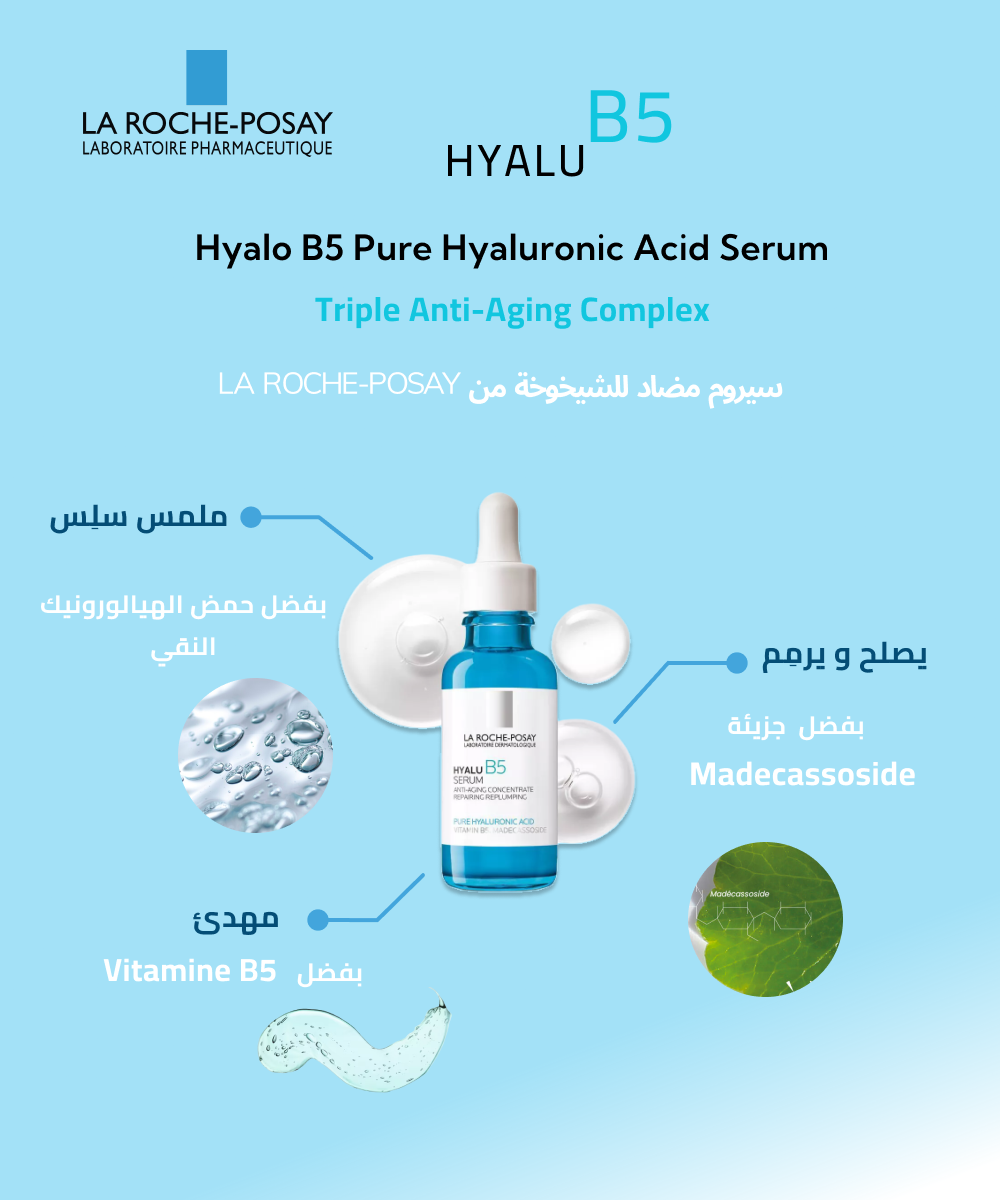 LA ROCHE-POSAY
LABORATOIRE PHARMACEUTIQUE
HYALU B5
Hyalo B5 Pure Hyaluronic Acid Serum
Triple Anti-Aging Complex
سيروم مضاد للشيخوخة من LA ROCHE-POSAY
ملمس سلِس
بفضل حمض الهيالورونيك
النقي
يصلح و يرمِم
بفضل جزيئة
Madecassoside
LA ROCHE-POSAY
LABORATOIRE DERMATOLOGIQUE
HYALU B5
SERUM
ANTI-AGING CONCENTRATE
REPAIRING REPLUMPING
PURE HYALURONIC ACID
VITAMIN B5. MADECASSOSIDE
Madécassoside
مهدئ
بفضل Vitamine B5